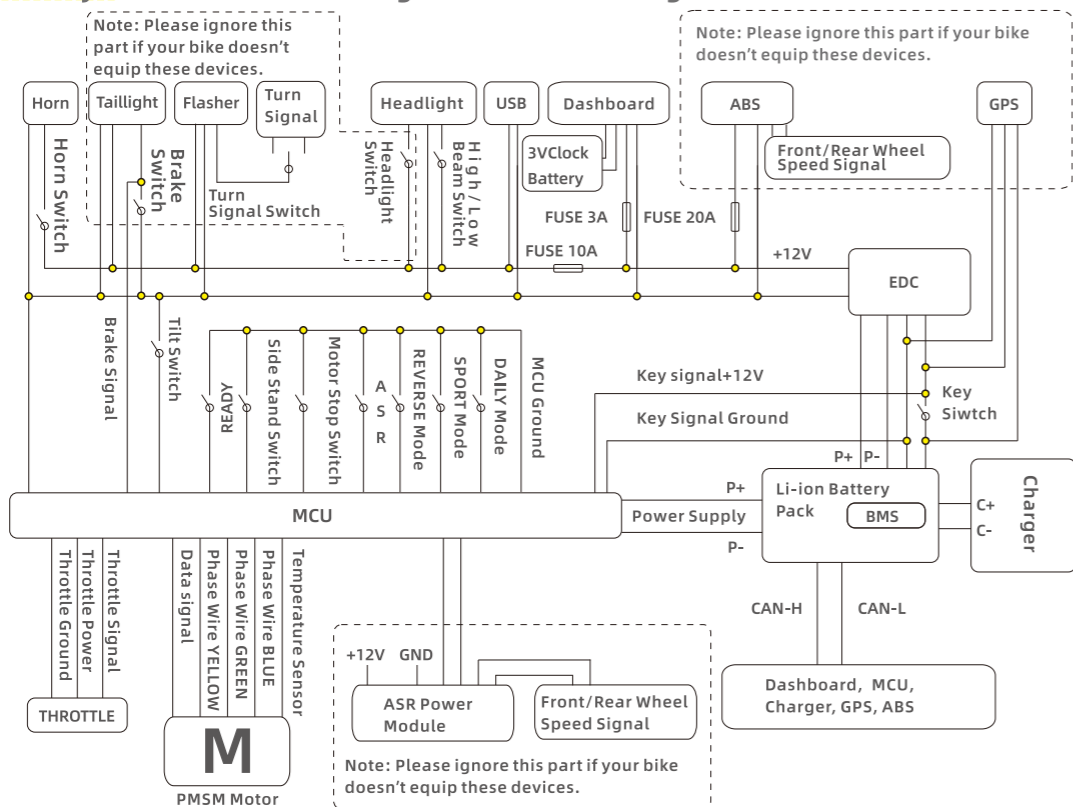 Note: Please ignore this
part if your bike doesn't
equip these devices.
Note: Please ignore this part if your bike
doesn't equip these devices.
Horn
Taillight
Flasher
Turn
Signal
Headlight
USB
Dashboard
ABS
GPS
3VClock
Battery
Front/Rear Wheel
Speed Signal
Horn Switch
Brake
Switch
Turn
Signal Switch
Headlight
Switch
High/Low
Beam Switch
FUSE 3A
FUSE 20A
FUSE 10A
+12V
EDC
Brake Signal
Tilt Switch
READY
Side Stand Switch
Motor Stop Switch
A
S
R
REVERSE Mode
SPORT Mode
DAILY Mode
MCU Ground
Key signal+12V
Key
Siwtch
Key Signal Ground
P+ P-
MCU
P+
Power Supply
P-
Li-ion Battery
Pack
BMS
C+
C-
Charger
CAN-H
CAN-L
Dashboard, MCU,
Charger, GPS, ABS
Throttle Ground
Throttle Power
Throttle Signal
THROTTLE
Data signal
Phase Wire YELLOW
Phase Wire GREEN
Phase Wire BLUE
Temperature Sensor
M
PMSM Motor
+12V
GND
ASR Power
Module
Front/Rear Wheel
Speed Signal
Note: Please ignore this part if your bike
doesn't equip these devices.